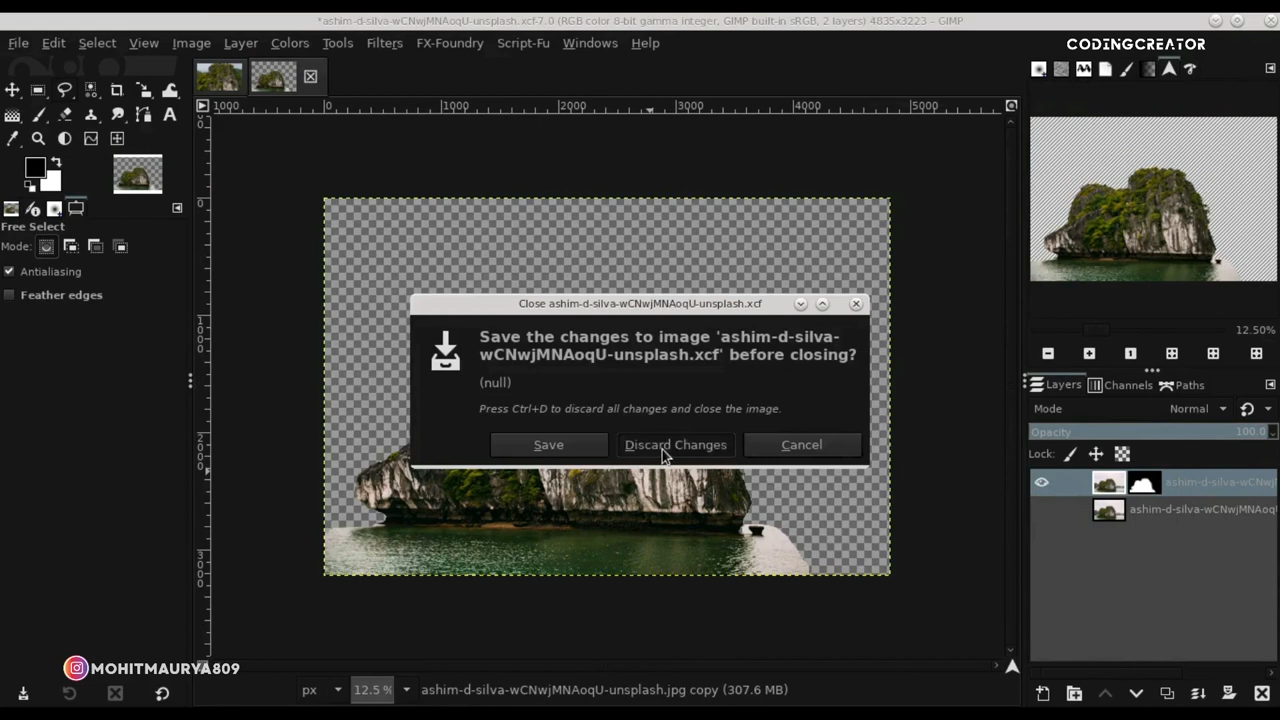 *ashim-d-silva-wCNwjMNAoqU-unsplash.xcf-7.0 (RGB color 8-bit gamma integer, GIMP built-in sRGB, 2 layers) 4835x3223 – GIMP
File Edit Select View Image Layer Colors Tools Filters FX-Foundry Script-Fu Windows Help
CODINGCREATOR
1000 0 1000 2000 3000 4000 5000
0
1000
2000
3000
Free Select
Mode:
Antialiasing
Feather edges
Close ashim-d-silva-wCNwjMNAoqU-unsplash.xcf
Save the changes to image 'ashim-d-silva-
wCNwjMNAoqU-unsplash.xcf' before closing?
(null)
Press Ctrl+D to discard all changes and close the image.
Save Discard Changes Cancel
12.50%
Layers Channels Paths
Mode Normal
Opacity 100.0
Lock:
ashim-d-silva-wCNwjM
ashim-d-silva-wCNwjMNAoqU
MOHITMAURYA809
px 12.5 % ashim-d-silva-wCNwjMNAoqU-unsplash.jpg copy (307.6 MB)